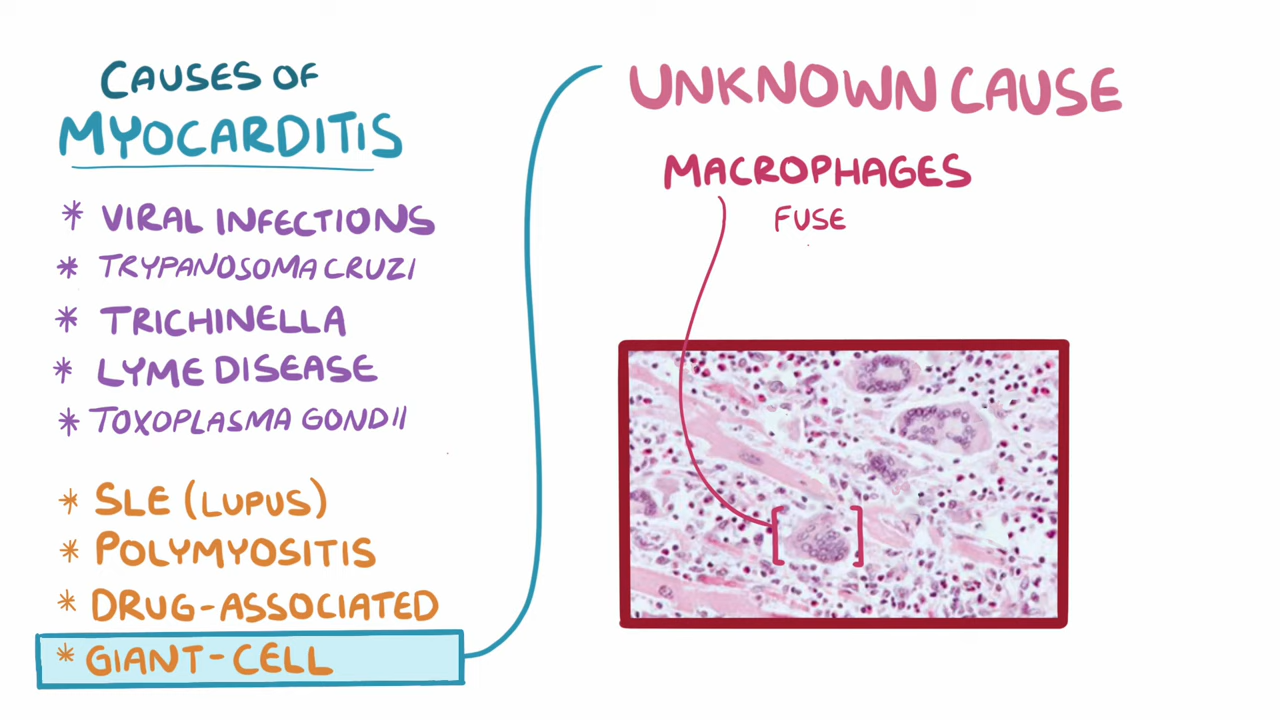 CAUSES OF
MYOCARDITIS
* VIRAL INFECTIONS
* TRYPANOSOMA CRUZI
* TRICHINELLA
* LYME DISEASE
* TOXOPLASMA GONDII
* SLE (LUPUS)
* POLYMYOSITIS
* DRUG-ASSOCIATED
* GIANT-CELL
UNKNOWN CAUSE
MACROPHAGES
FUSE